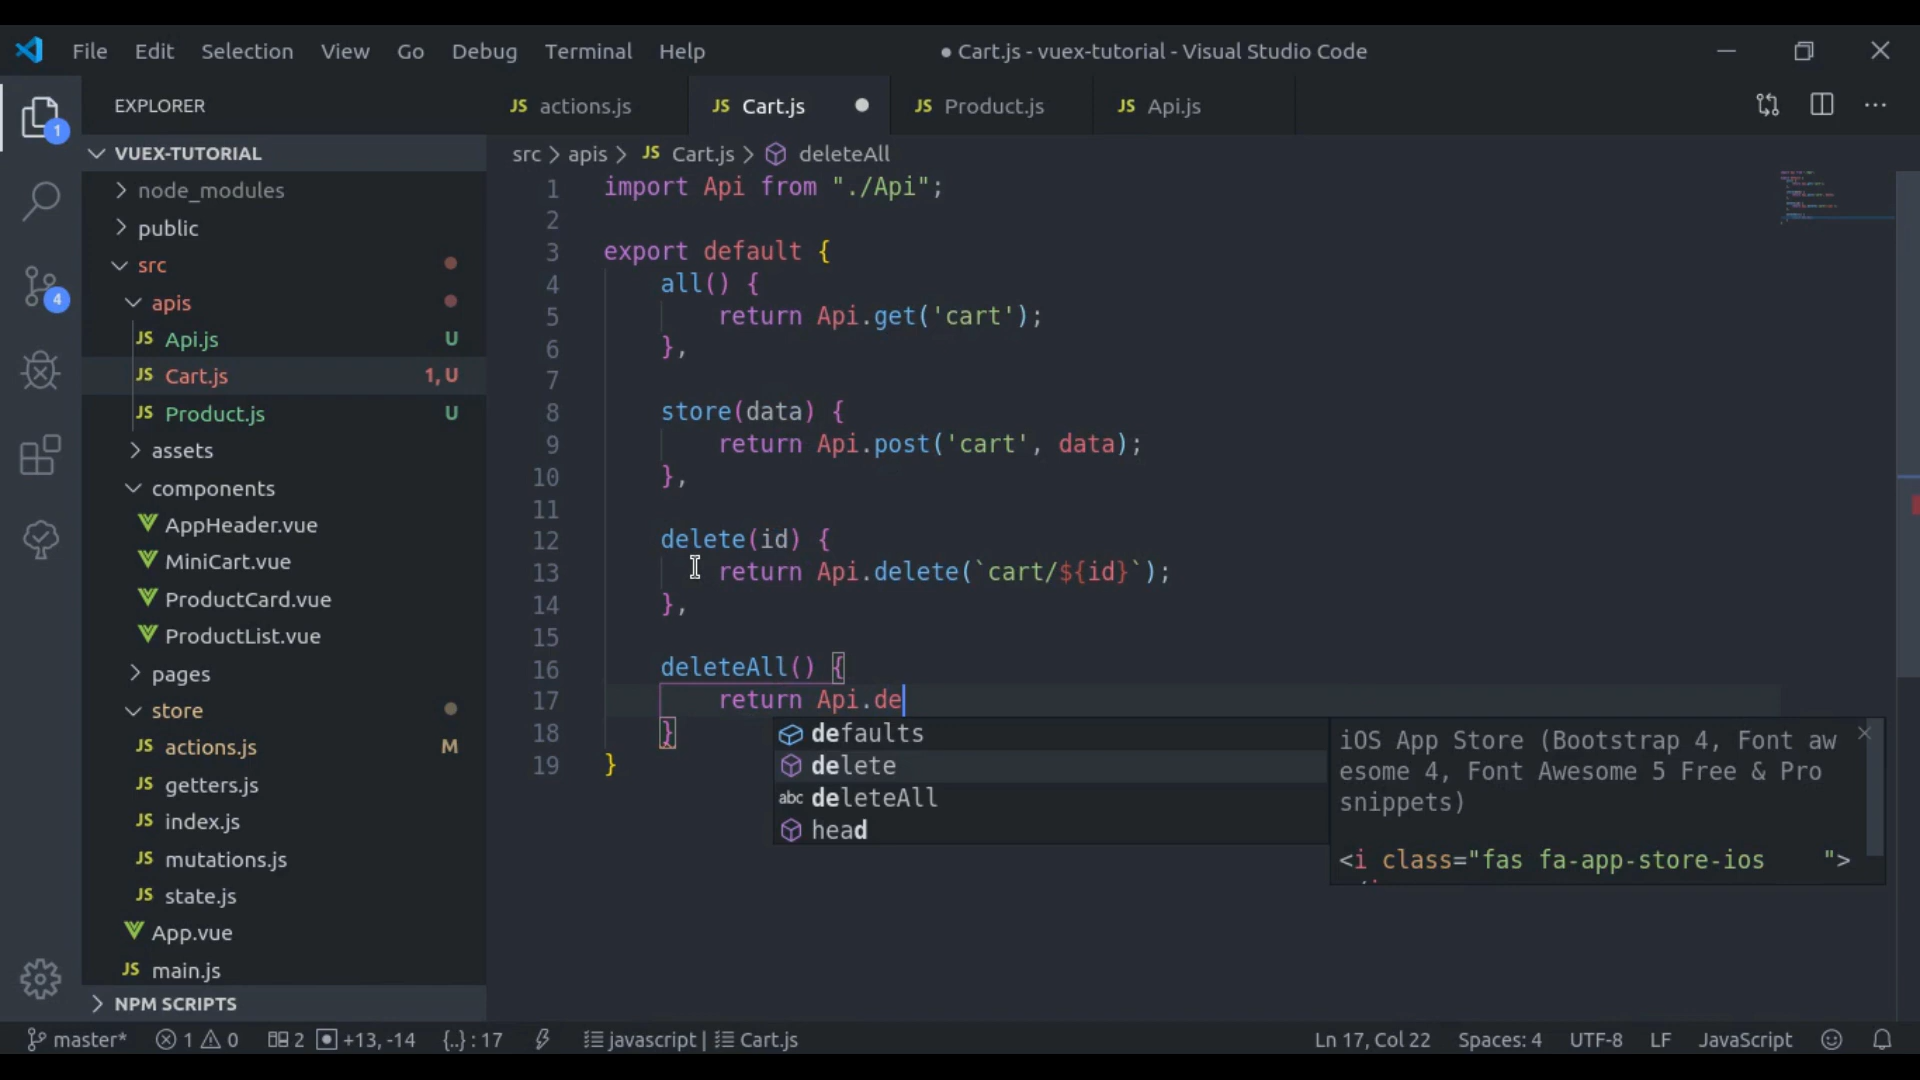 File Edit Selection View Go Debug Terminal Help
● Cart.js - vuex-tutorial - Visual Studio Code
EXPLORER
JS actions.js
JS Cart.js
JS Product.js
JS Api.js
1
4
VUEX-TUTORIAL
node_modules
public
src
apis
JS Api.js U
JS Cart.js 1, U
JS Product.js U
assets
components
AppHeader.vue
MiniCart.vue
ProductCard.vue
ProductList.vue
pages
store
JS actions.js M
JS getters.js
JS index.js
JS mutations.js
JS state.js
App.vue
JS main.js
NPM SCRIPTS
src > apis > JS Cart.js > deleteAll
1 import Api from "./Api";
2
3 export default {
4 all() {
5 return Api.get('cart');
6 },
7
8 store(data) {
9 return Api.post('cart', data);
10 },
11
12 delete(id) {
13 return Api.delete(`cart/${id}`);
14 },
15
16 deleteAll() {
17 return Api.de
18 }
19 }
defaults
delete
abc deleteAll
head
iOS App Store (Bootstrap 4, Font aw
esome 4, Font Awesome 5 Free & Pro
snippets)
<i class="fas fa-app-store-ios ">
master* 1 0 2 +13, -14 {..} : 17 javascript | Cart.js
Ln 17, Col 22 Spaces: 4 UTF-8 LF JavaScript